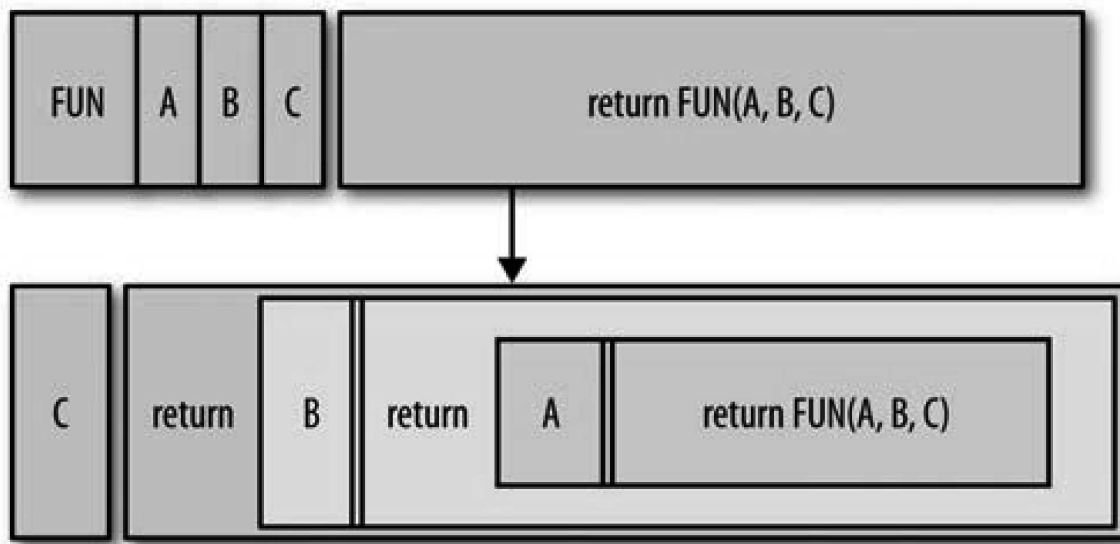 FUN A B C return FUN(A, B, C)
C return B return A return FUN(A, B, C)